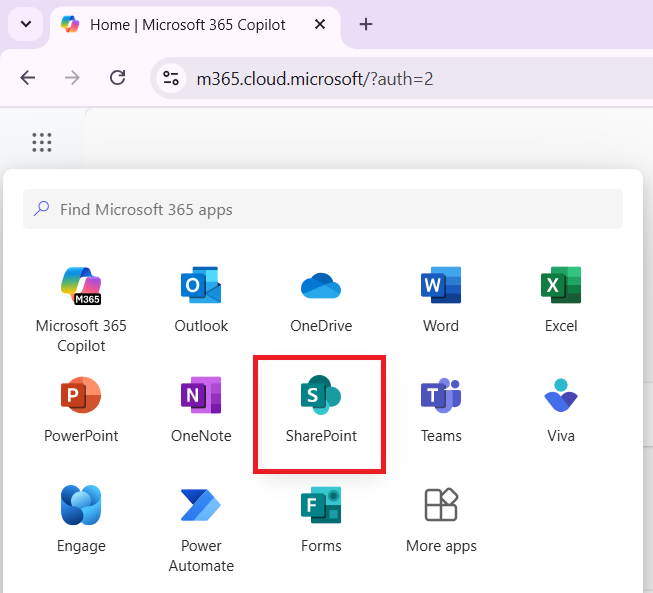 Home | Microsoft 365 Copilot
m365.cloud.microsoft/?auth=2
Find Microsoft 365 apps
M365
O
W
X
Microsoft 365
Copilot
Outlook
OneDrive
Word
Excel
P
N
S
T
PowerPoint
OneNote
SharePoint
Teams
Viva
F
Engage
Power
Automate
Forms
More apps